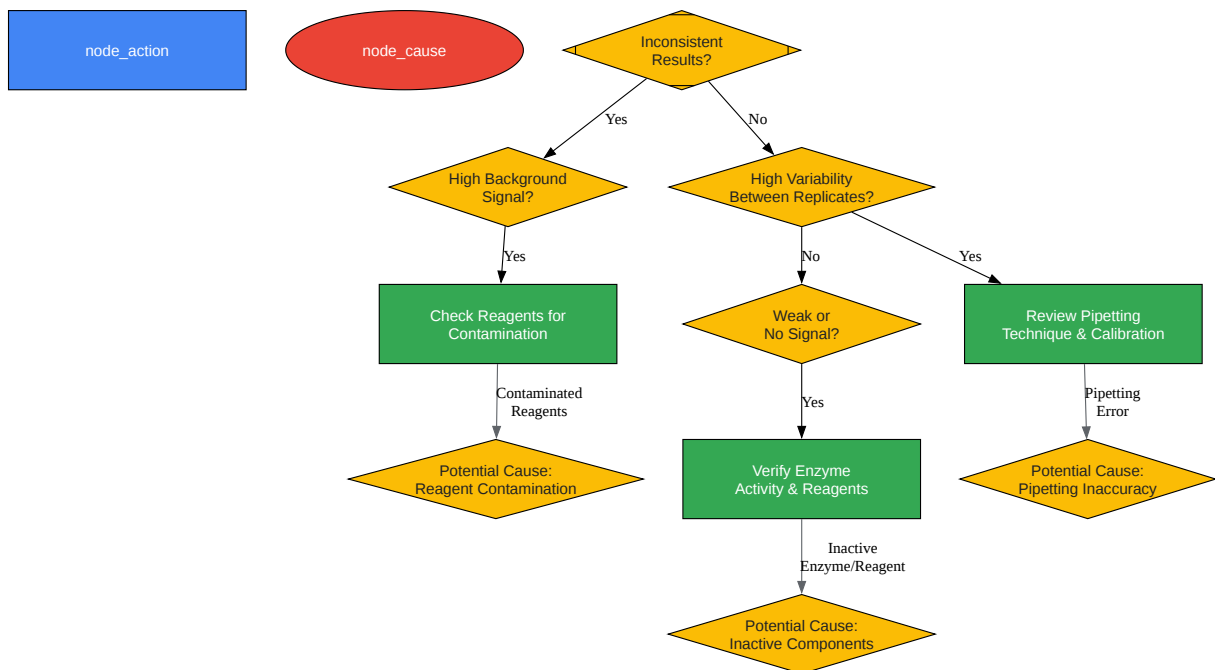 node_action
node_cause
Inconsistent
Results?
Yes
No
High Background
Signal?
High Variability
Between Replicates?
Yes
No
Yes
Check Reagents for
Contamination
Weak or
No Signal?
Review Pipetting
Technique & Calibration
Contaminated
Reagents
Yes
Pipetting
Error
Potential Cause:
Reagent Contamination
Verify Enzyme
Activity & Reagents
Potential Cause:
Pipetting Inaccuracy
Inactive
Enzyme/Reagent
Potential Cause:
Inactive Components